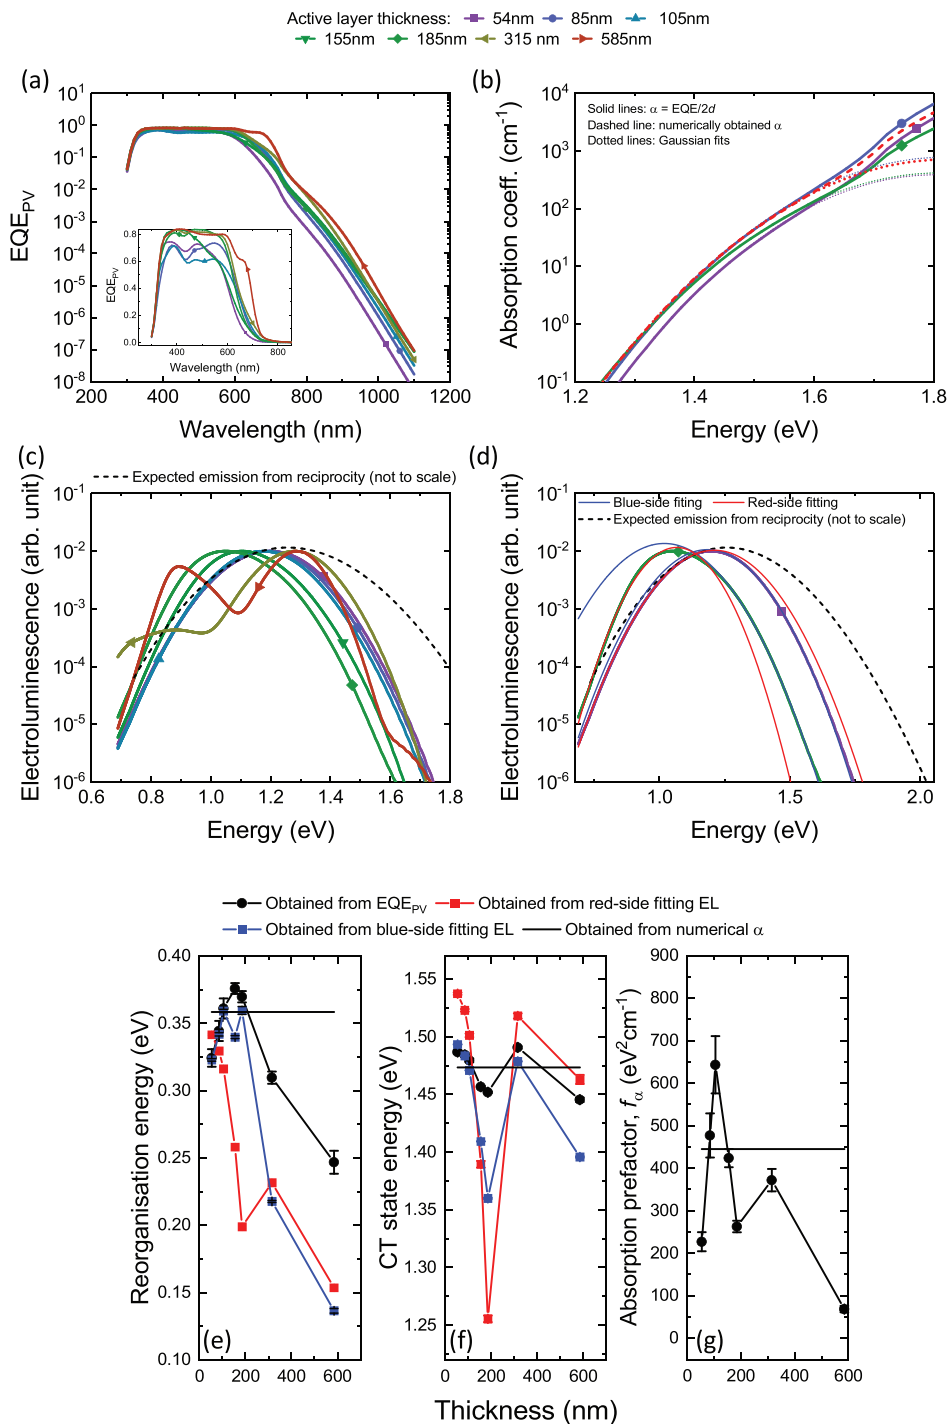 Active layer thickness: 54nm 85nm 105nm
155nm 185nm 315 nm 585nm
(a)
EQE_PV
10^1
10^0
10^-1
10^-2
10^-3
10^-4
10^-5
10^-6
10^-7
10^-8
200 400 600 800 1000 1200
Wavelength (nm)
EQE_PV
0.8
0.6
0.4
0.2
0.0
400 600 800
Wavelength (nm)
(b)
Solid lines: α = EQE/2d
Dashed line: numerically obtained α
Dotted lines: Gaussian fits
Absorption coeff. (cm^-1)
10^4
10^3
10^2
10^1
10^0
10^-1
1.2 1.4 1.6 1.8
Energy (eV)
(c)
Expected emission from reciprocity (not to scale)
Electroluminescence (arb. unit)
10^-1
10^-2
10^-3
10^-4
10^-5
10^-6
0.6 0.8 1.0 1.2 1.4 1.6 1.8
Energy (eV)
(d)
Blue-side fitting Red-side fitting
Expected emission from reciprocity (not to scale)
Electroluminescence (arb. unit)
10^-1
10^-2
10^-3
10^-4
10^-5
10^-6
1.0 1.5 2.0
Energy (eV)
Obtained from EQE_PV Obtained from red-side fitting EL
Obtained from blue-side fitting EL Obtained from numerical α
Reorganisation energy (eV)
0.40
0.35
0.30
0.25
0.20
0.15
0.10
(e)
0 200 400 600
CT state energy (eV)
1.55
1.50
1.45
1.40
1.35
1.30
1.25
(f)
0 200 400 600
Absorption prefactor, f_α (eV^2cm^-1)
900
800
700
600
500
400
300
200
100
0
(g)
0 200 400 600
Thickness (nm)